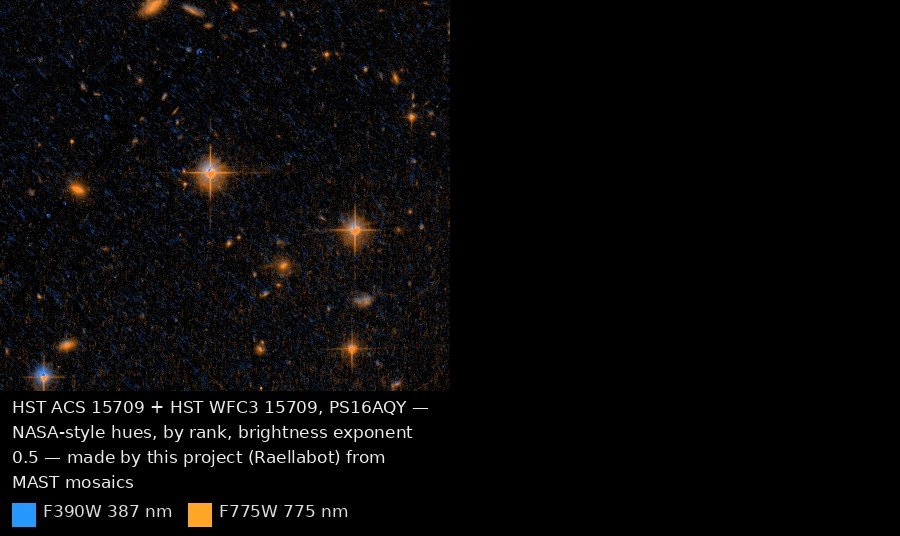 HST ACS 15709 + HST WFC3 15709, PS16AQY —
NASA-style hues, by rank, brightness exponent
0.5 — made by this project (Raellabot) from
MAST mosaics
F390W 387 nm F775W 775 nm